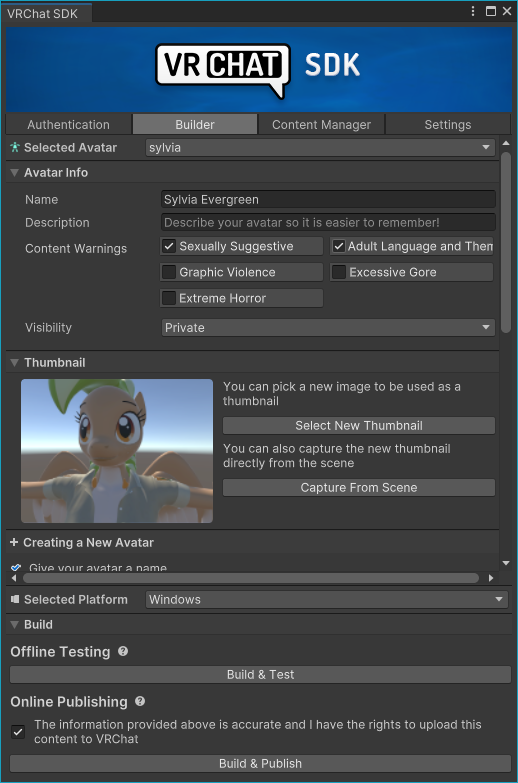 VRChat SDK
VRCHAT SDK
Authentication Builder Content Manager Settings
Selected Avatar sylvia
Avatar Info
Name Sylvia Evergreen
Description Describe your avatar so it is easier to remember!
Content Warnings Sexually Suggestive Adult Language and Them
Graphic Violence Excessive Gore
Extreme Horror
Visibility Private
Thumbnail
You can pick a new image to be used as a
thumbnail
Select New Thumbnail
You can also capture the new thumbnail
directly from the scene
Capture From Scene
+ Creating a New Avatar
Give your avatar a name
Selected Platform Windows
Build
Offline Testing ?
Build & Test
Online Publishing ?
The information provided above is accurate and I have the rights to upload this
content to VRChat
Build & Publish